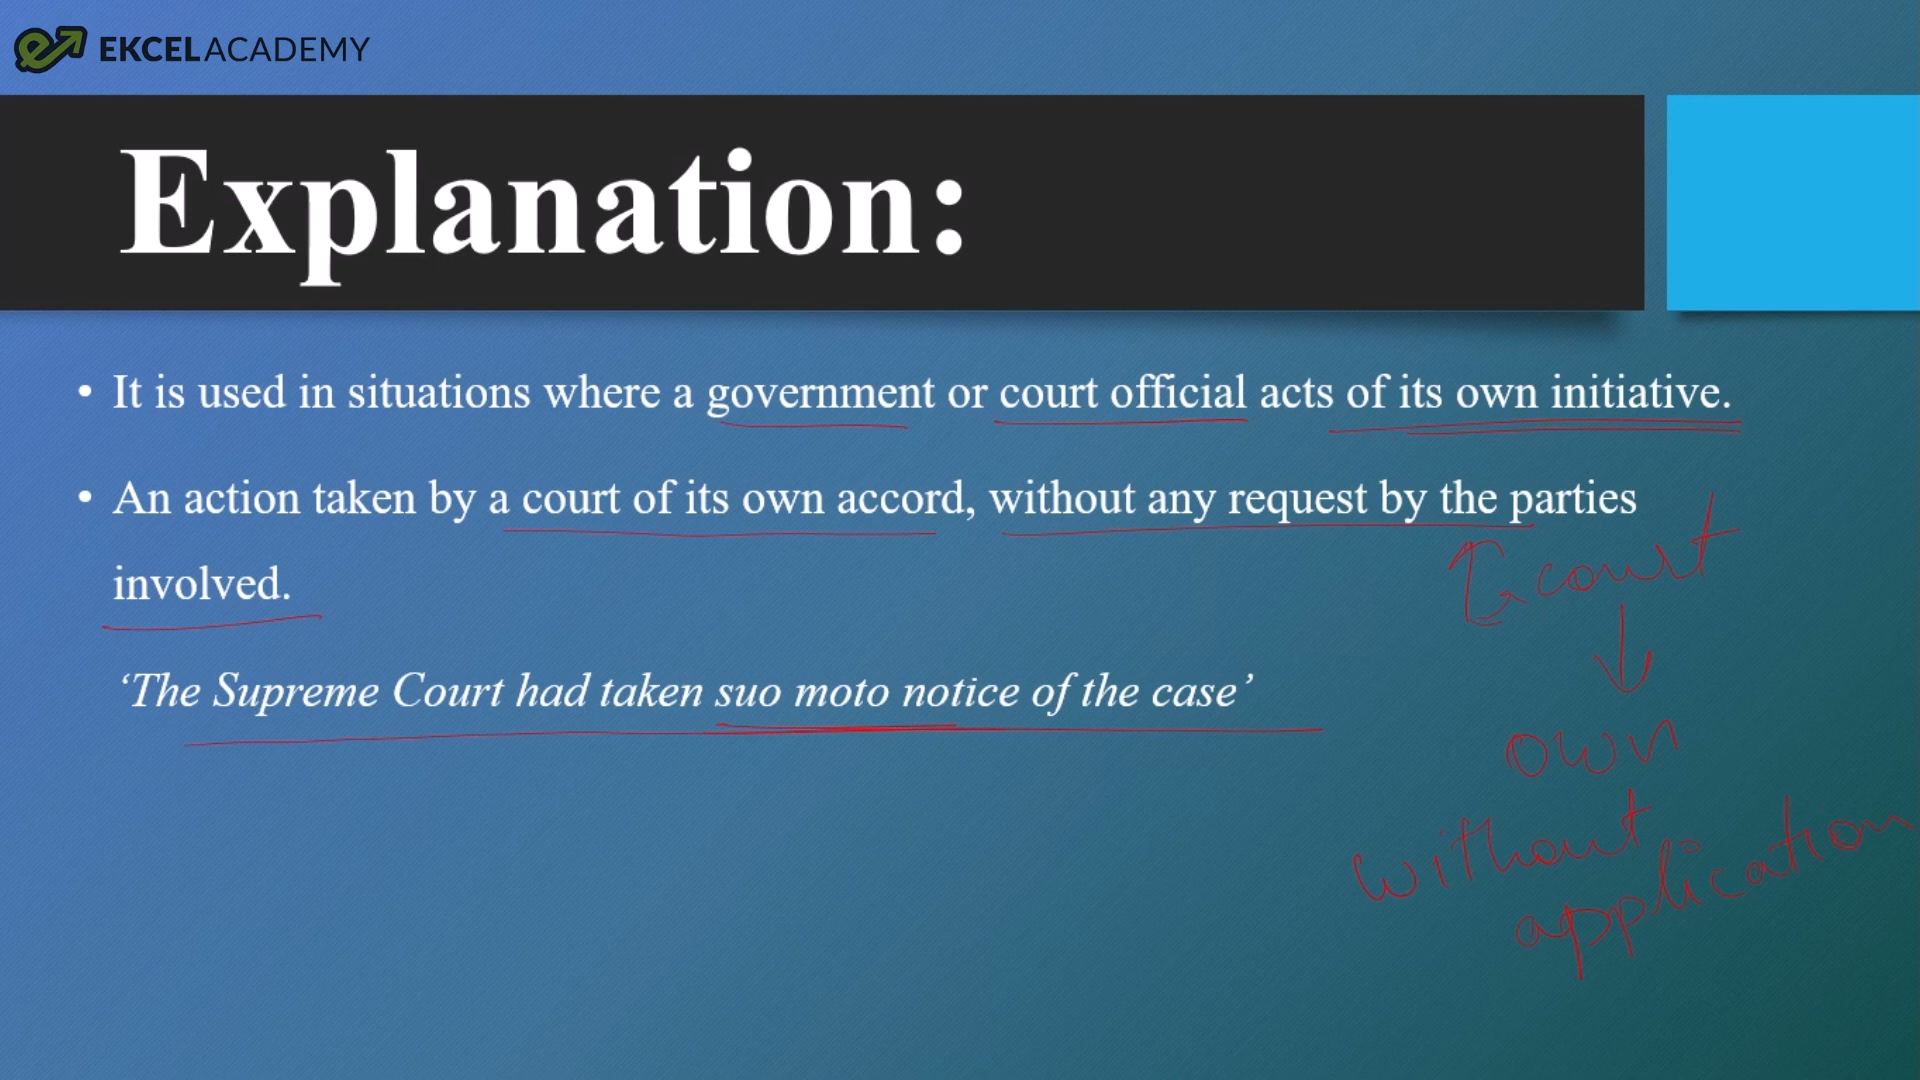 EKCEL ACADEMY
Explanation:
• It is used in situations where a government or court official acts of its own initiative.
• An action taken by a court of its own accord, without any request by the parties
involved.
‘The Supreme Court had taken suo moto notice of the case’
court
own
without
application